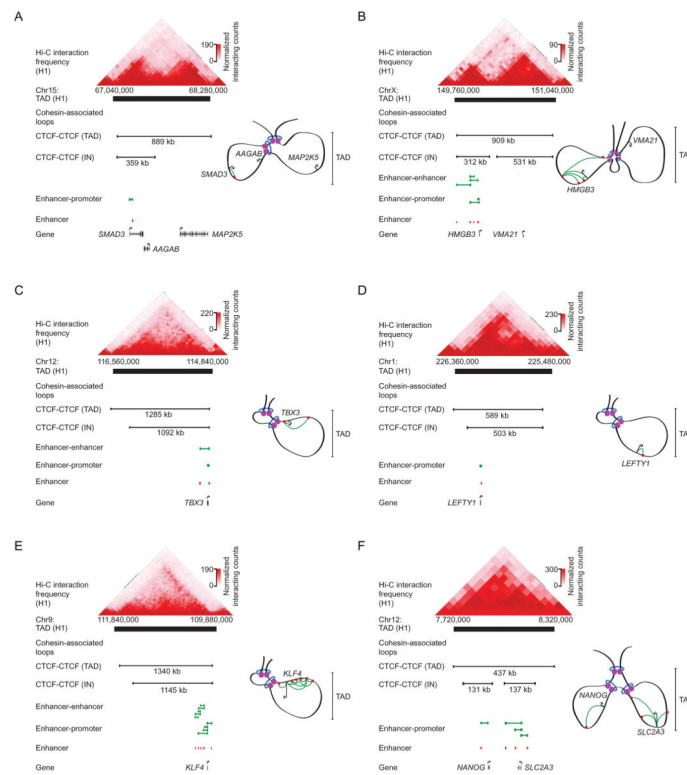 A
Hi-C interaction
frequency
(H1)
190
0
Normalized
interacting counts
Chr15:
67,040,000
68,280,000
TAD (H1)
Cohesin-associated
loops
CTCF-CTCF (TAD)
889 kb
CTCF-CTCF (IN)
359 kb
Enhancer-promoter
Enhancer
Gene
SMAD3
MAP2K5
AAGAB
AAGAB
MAP2K5
SMAD3
TAD
B
Hi-C interaction
frequency
(H1)
90
0
Normalized
interacting counts
ChrX:
149,760,000
151,040,000
TAD (H1)
Cohesin-associated
loops
CTCF-CTCF (TAD)
909 kb
CTCF-CTCF (IN)
312 kb
531 kb
Enhancer-enhancer
Enhancer-promoter
Enhancer
Gene
HMGB3
VMA21
VMA21
HMGB3
TAD
C
Hi-C interaction
frequency
(H1)
220
0
Normalized
interacting counts
Chr12:
116,560,000
114,840,000
TAD (H1)
Cohesin-associated
loops
CTCF-CTCF (TAD)
1285 kb
CTCF-CTCF (IN)
1092 kb
Enhancer-enhancer
Enhancer-promoter
Enhancer
Gene
TBX3
TBX3
TAD
D
Hi-C interaction
frequency
(H1)
230
0
Normalized
interacting counts
Chr1:
226,360,000
225,480,000
TAD (H1)
Cohesin-associated
loops
CTCF-CTCF (TAD)
589 kb
CTCF-CTCF (IN)
503 kb
Enhancer-promoter
Enhancer
Gene
LEFTY1
LEFTY1
TAD
E
Hi-C interaction
frequency
(H1)
190
0
Normalized
interacting counts
Chr9:
111,840,000
109,880,000
TAD (H1)
Cohesin-associated
loops
CTCF-CTCF (TAD)
1340 kb
CTCF-CTCF (IN)
1145 kb
Enhancer-enhancer
Enhancer-promoter
Enhancer
Gene
KLF4
KLF4
TAD
F
Hi-C interaction
frequency
(H1)
300
0
Normalized
interacting counts
Chr12:
7,720,000
8,320,000
TAD (H1)
Cohesin-associated
loops
CTCF-CTCF (TAD)
437 kb
CTCF-CTCF (IN)
131 kb
137 kb
Enhancer-promoter
Enhancer
Gene
NANOG
SLC2A3
NANOG
SLC2A3
TAD